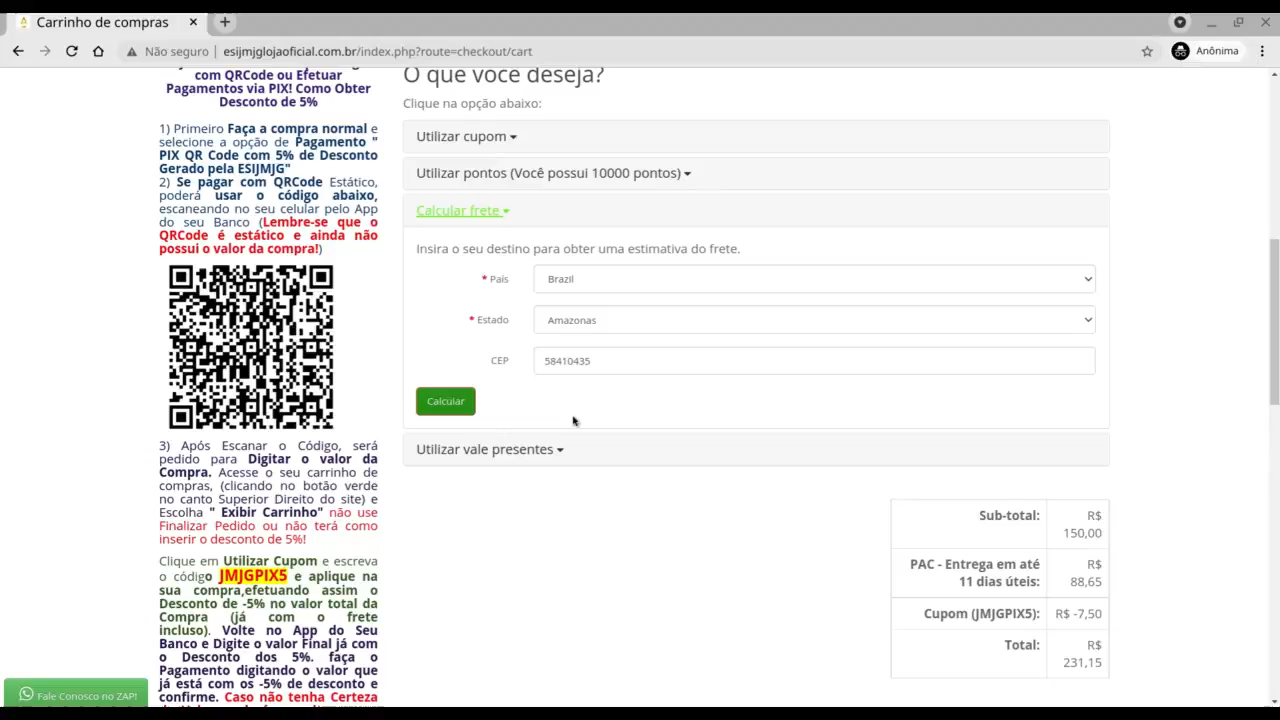 Carrinho de compras
Não seguro
esijmjglojaoficial.com.br/index.php?route=checkout/cart
Anônima
com QRCode ou Efetuar
Pagamentos via PIX! Como Obter
Desconto de 5%
1) Primeiro Faça a compra normal e
selecione a opção de Pagamento "
PIX QR Code com 5% de Desconto
Gerado pela ESIJMJG"
2) Se pagar com QRCode Estático,
poderá usar o código abaixo,
escaneando no seu celular pelo App
do seu Banco (Lembre-se que o
QRCode é estático e ainda não
possui o valor da compra!)
3) Após Escanar o Código, será
pedido para Digitar o valor da
Compra. Acesse o seu carrinho de
compras, (clicando no botão verde
no canto Superior Direito do site) e
Escolha " Exibir Carrinho" não use
Finalizar Pedido ou não terá como
inserir o desconto de 5%!
Clique em Utilizar Cupom e escreva
o código JMJGPIX5 e aplique na
sua compra,efetuando assim o
Desconto de -5% no valor total da
Compra (já com o frete
incluso). Volte no App do Seu
Banco e Digite o valor Final já com
o Desconto dos 5%. faça o
Pagamento digitando o valor que
já está com os -5% de desconto e
confirme. Caso não tenha Certeza
Fale Conosco no ZAP!
O que você deseja?
Clique na opção abaixo:
Utilizar cupom
Utilizar pontos (Você possui 10000 pontos)
Calcular frete
Insira o seu destino para obter uma estimativa do frete.
* País
Brazil
* Estado
Amazonas
CEP
58410435
Calcular
Utilizar vale presentes
Sub-total: R$
150,00
PAC - Entrega em até R$
11 dias úteis: 88,65
Cupom (JMJGPIX5): R$ -7,50
Total: R$
231,15